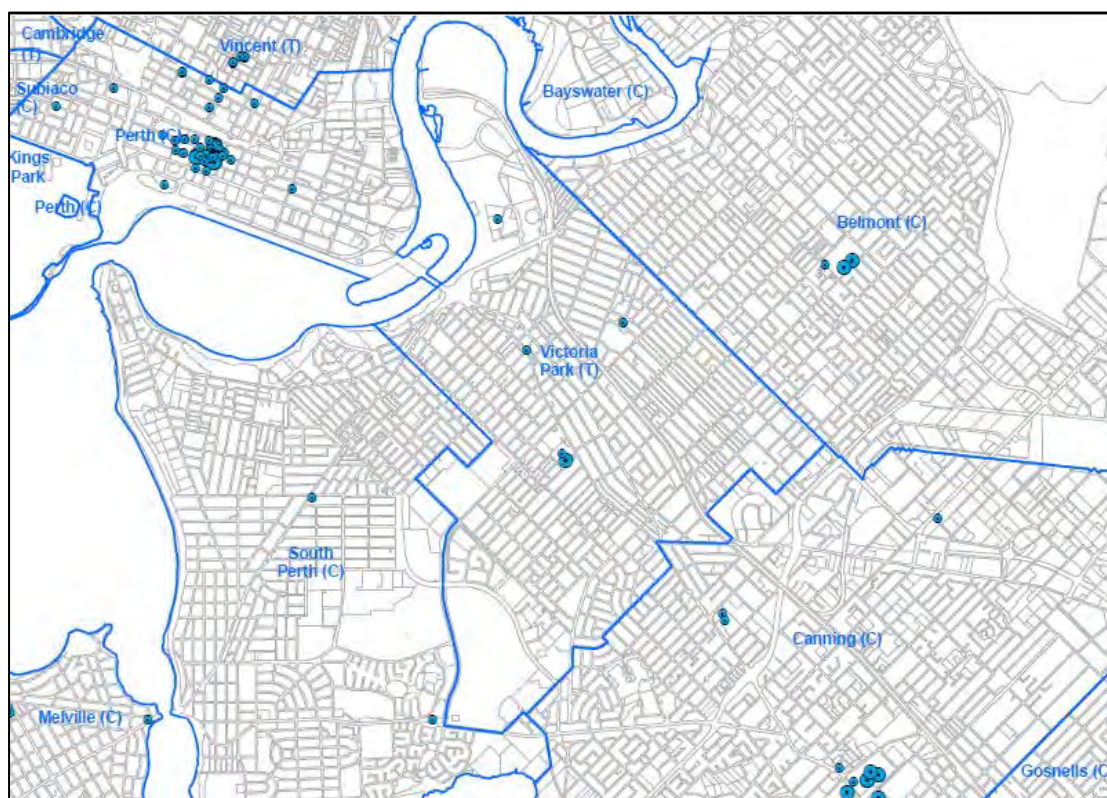 Cambridge
(T)
Vincent (T)
Subiaco
(C)
Bayswater (C)
Perth (C)
Kings
Park
Perth (C)
Belmont (C)
Victoria
Park (T)
South
Perth (C)
Canning (C)
Melville (C)
Gosnells (C